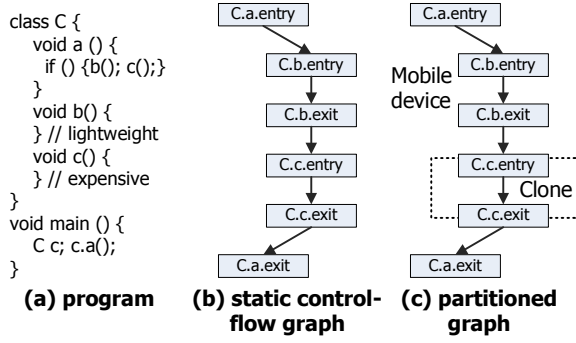 class C {
void a () {
if () {b(); c();}
}
void b() {
} // lightweight
void c() {
} // expensive
}
void main () {
C c; c.a();
}
(a) program
C.a.entry
C.b.entry
C.b.exit
C.c.entry
C.c.exit
C.a.exit
(b) static control-
flow graph
C.a.entry
C.b.entry
Mobile
device
C.b.exit
C.c.entry
Clone
C.c.exit
C.a.exit
(c) partitioned
graph